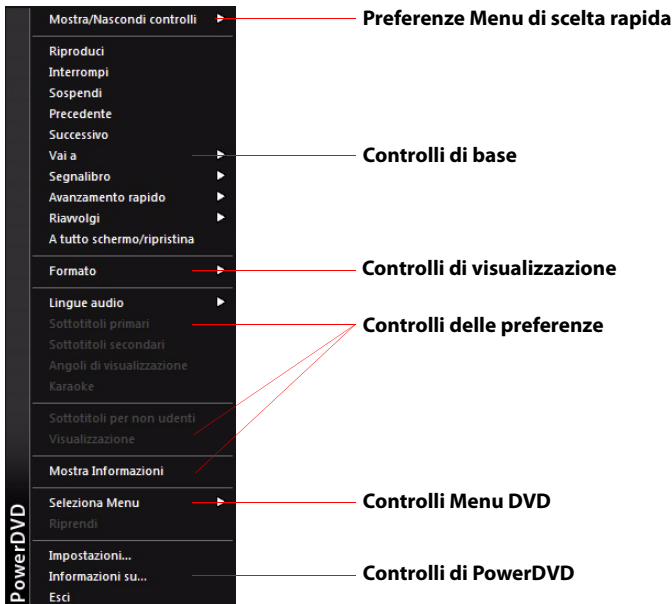 Mostra/Nascondi controlli
Preferenze Menu di scelta rapida
Riproduci
Interrompi
Sospendi
Precedente
Successivo
Vai a
Controlli di base
Segnalibro
Avanzamento rapido
Riavvolgi
A tutto schermo/ripristina
Formato
Controlli di visualizzazione
Lingue audio
Sottotitoli primari
Controlli delle preferenze
Sottotitoli secondari
Angoli di visualizzazione
Karaoke
Sottotitoli per non udenti
Visualizzazione
Mostra Informazioni
Seleziona Menu
Controlli Menu DVD
Riprendi
Impostazioni...
Informazioni su...
Controlli di PowerDVD
Esci
PowerDVD